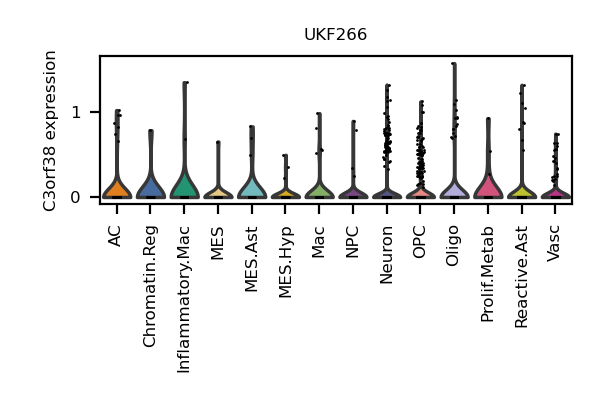 UKF266
C3orf38 expression
1
0
AC
Chromatin.Reg
Inflammatory.Mac
MES
MES.Ast
MES.Hyp
Mac
NPC
Neuron
OPC
Oligo
Prolif.Metab
Reactive.Ast
Vasc